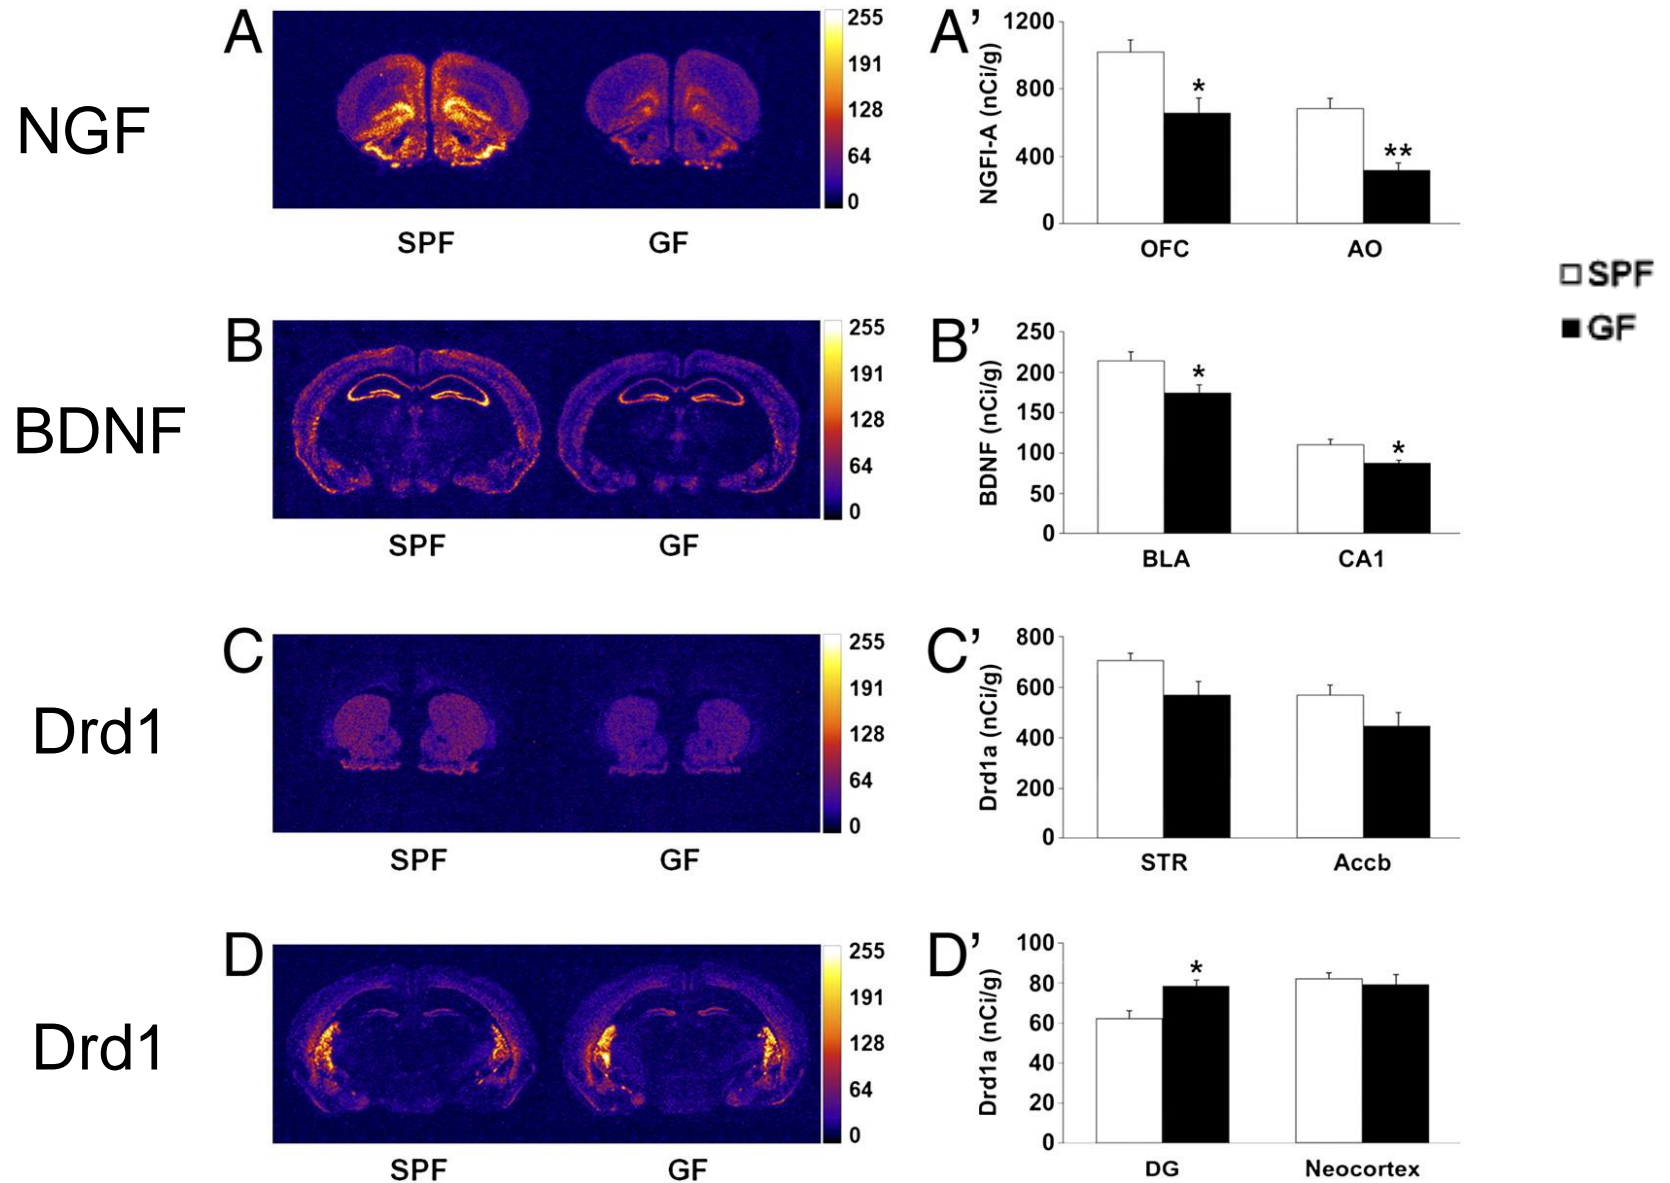 NGF
A
255
191
128
64
0
SPF GF
A’
NGFI-A (nCi/g)
1200
800
400
0
*
**
OFC AO
SPF
GF
BDNF
B
255
191
128
64
0
SPF GF
B’
BDNF (nCi/g)
250
200
150
100
50
0
*
*
BLA CA1
Drd1
C
255
191
128
64
0
SPF GF
C’
Drd1a (nCi/g)
800
600
400
200
0
STR Accb
Drd1
D
255
191
128
64
0
SPF GF
D’
Drd1a (nCi/g)
100
80
60
40
20
0
*
DG Neocortex